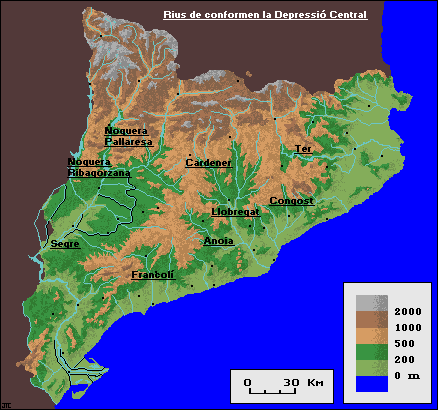 Rius de conformen la Depressió Central
Noguera
Pallaresa
Noguera
Ribagorzana
Cardener
Ter
Llobregat
Congost
Segre
Anoia
Francolí
2000
1000
500
200
0 m
0 30 Km